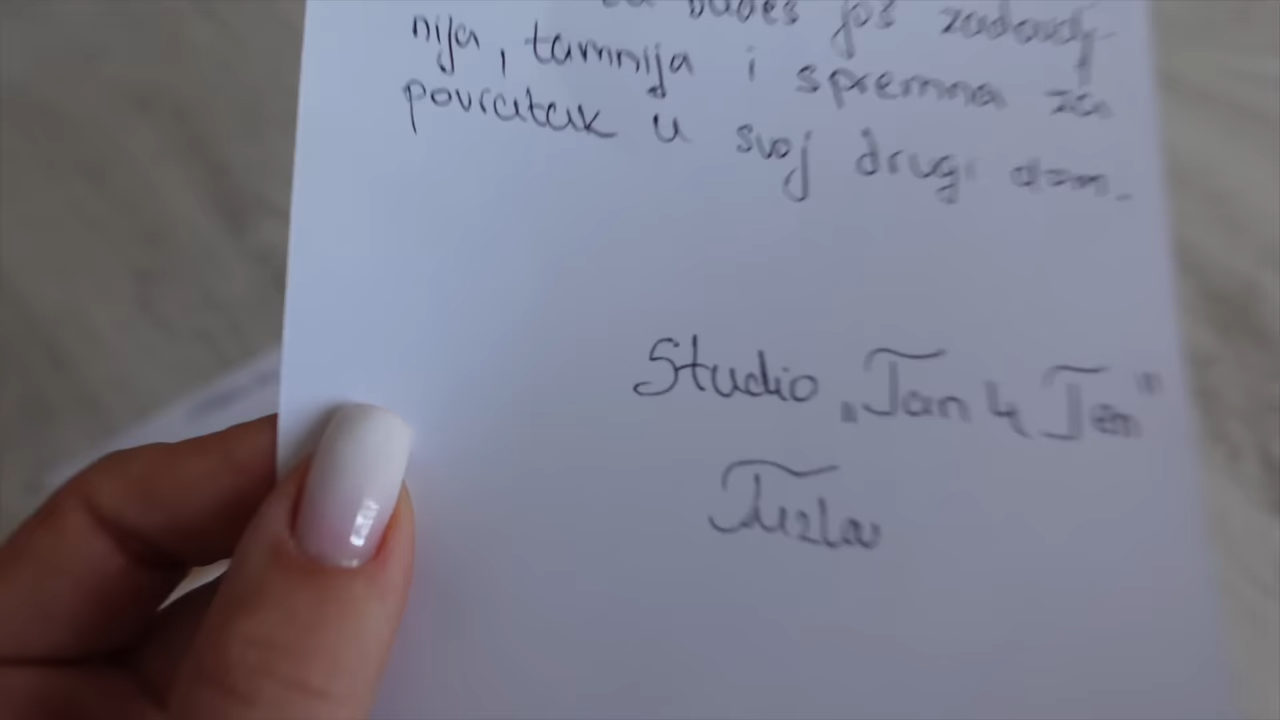 budeš još zadovolj-
nija, tamnija i spremna za
povratak u svoj drugi dom.
Studio „Tan 4 Ten"
Tuzla